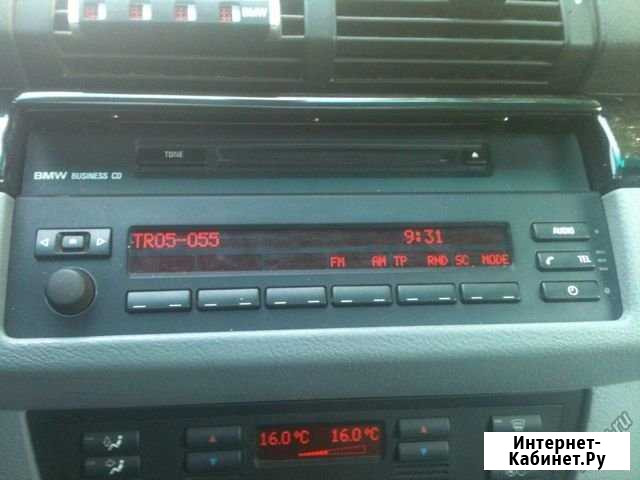 BMW
TONE
BMW BUSINESS CD
TR05-055 9:31
FM AM TP RND SC MODE
AUDIO
TEL
16.0°C 16.0°C
Интернет-
Кабинет.Ру